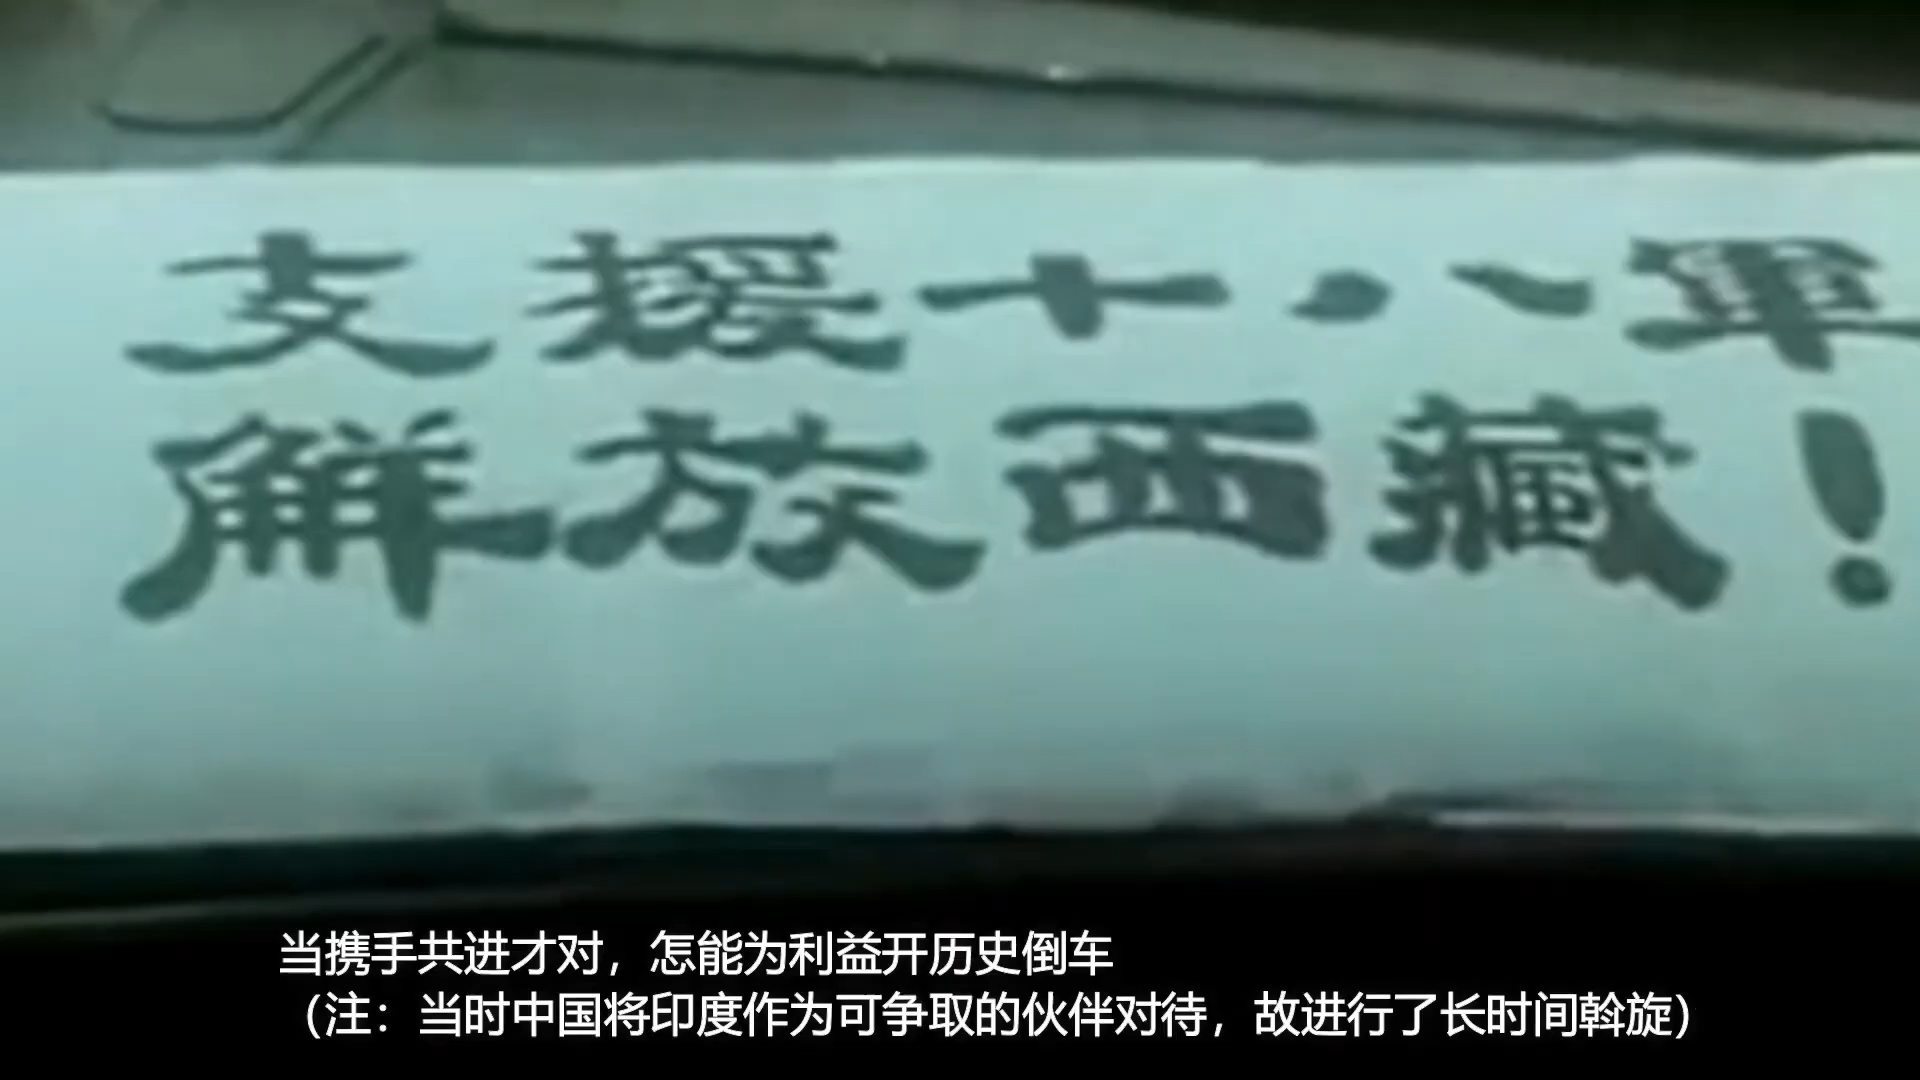 支援十八軍
解放西藏！
当携手共进才对，怎能为利益开历史倒车
（注：当时中国将印度作为可争取的伙伴对待，故进行了长时间斡旋）